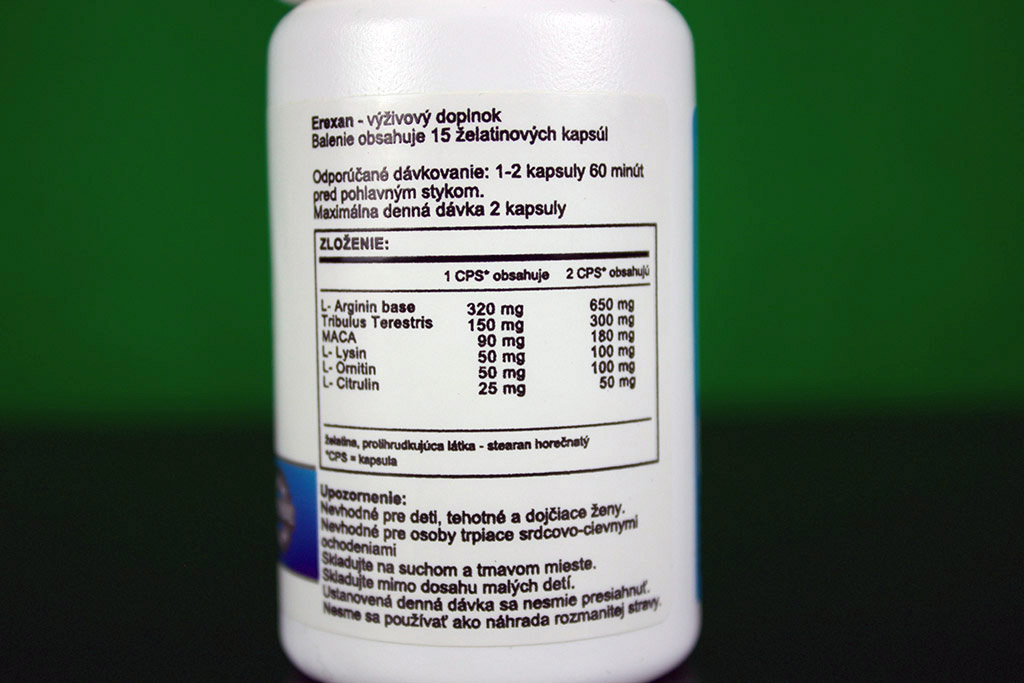 Erexan - výživový doplnok
Balenie obsahuje 15 želatinových kapsúl
Odporúčané dávkovanie: 1-2 kapsuly 60 minút
pred pohlavným stykom.
Maximálna denná dávka 2 kapsuly
ZLOŽENIE:
1 CPS* obsahuje 2 CPS* obsahujú
L- Arginin base 320 mg 650 mg
Tribulus Terestris 150 mg 300 mg
MACA 90 mg 180 mg
L- Lysin 50 mg 100 mg
L- Ornitin 50 mg 100 mg
L- Citrulin 25 mg 50 mg
želatina, protihrudkujúca látka - stearan horečnatý
*CPS = kapsula
Upozornenie:
Nevhodné pre deti, tehotné a dojčiace ženy.
Nevhodné pre osoby trpiace srdcovo-cievnymi
ochodeniami
Skladujte na suchom a tmavom mieste.
Skladujte mimo dosahu malých detí.
Ustanovená denná dávka sa nesmie presiahnuť.
Nesme sa používať ako náhrada rozmanitej stravy.